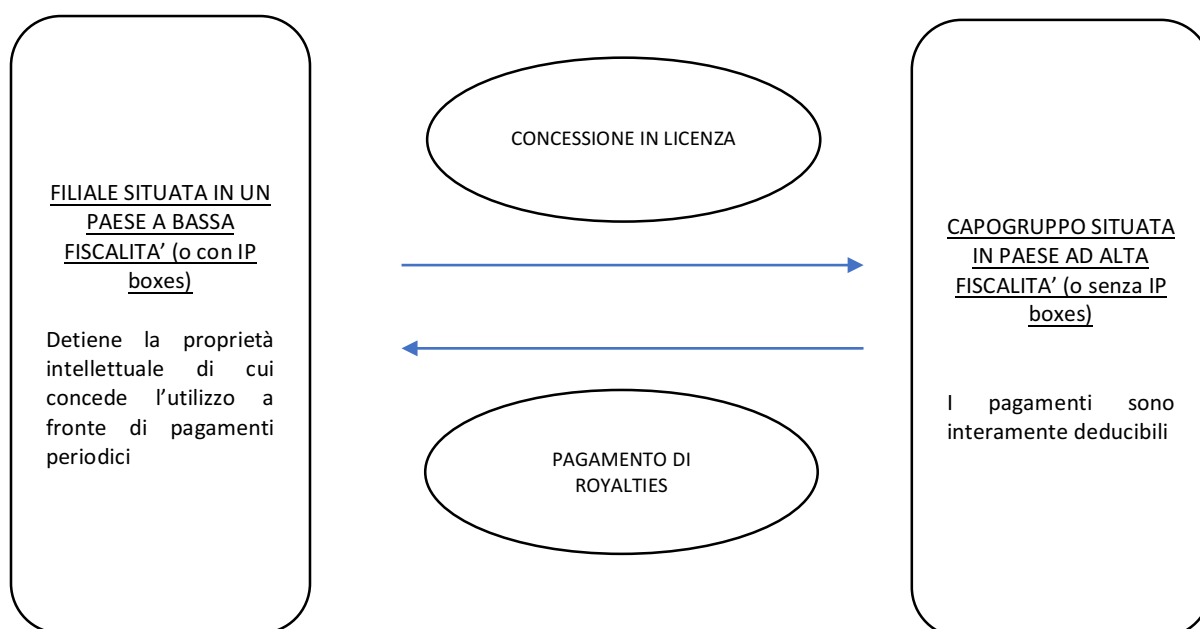 FILIALE SITUATA IN UN
PAESE A BASSA
FISCALITA’ (o con IP
boxes)
Detiene la proprietà
intellettuale di cui
concede l’utilizzo a
fronte di pagamenti
periodici
CONCESSIONE IN LICENZA
PAGAMENTO DI
ROYALTIES
CAPOGRUPPO SITUATA
IN PAESE AD ALTA
FISCALITA’ (o senza IP
boxes)
I pagamenti sono
interamente deducibili